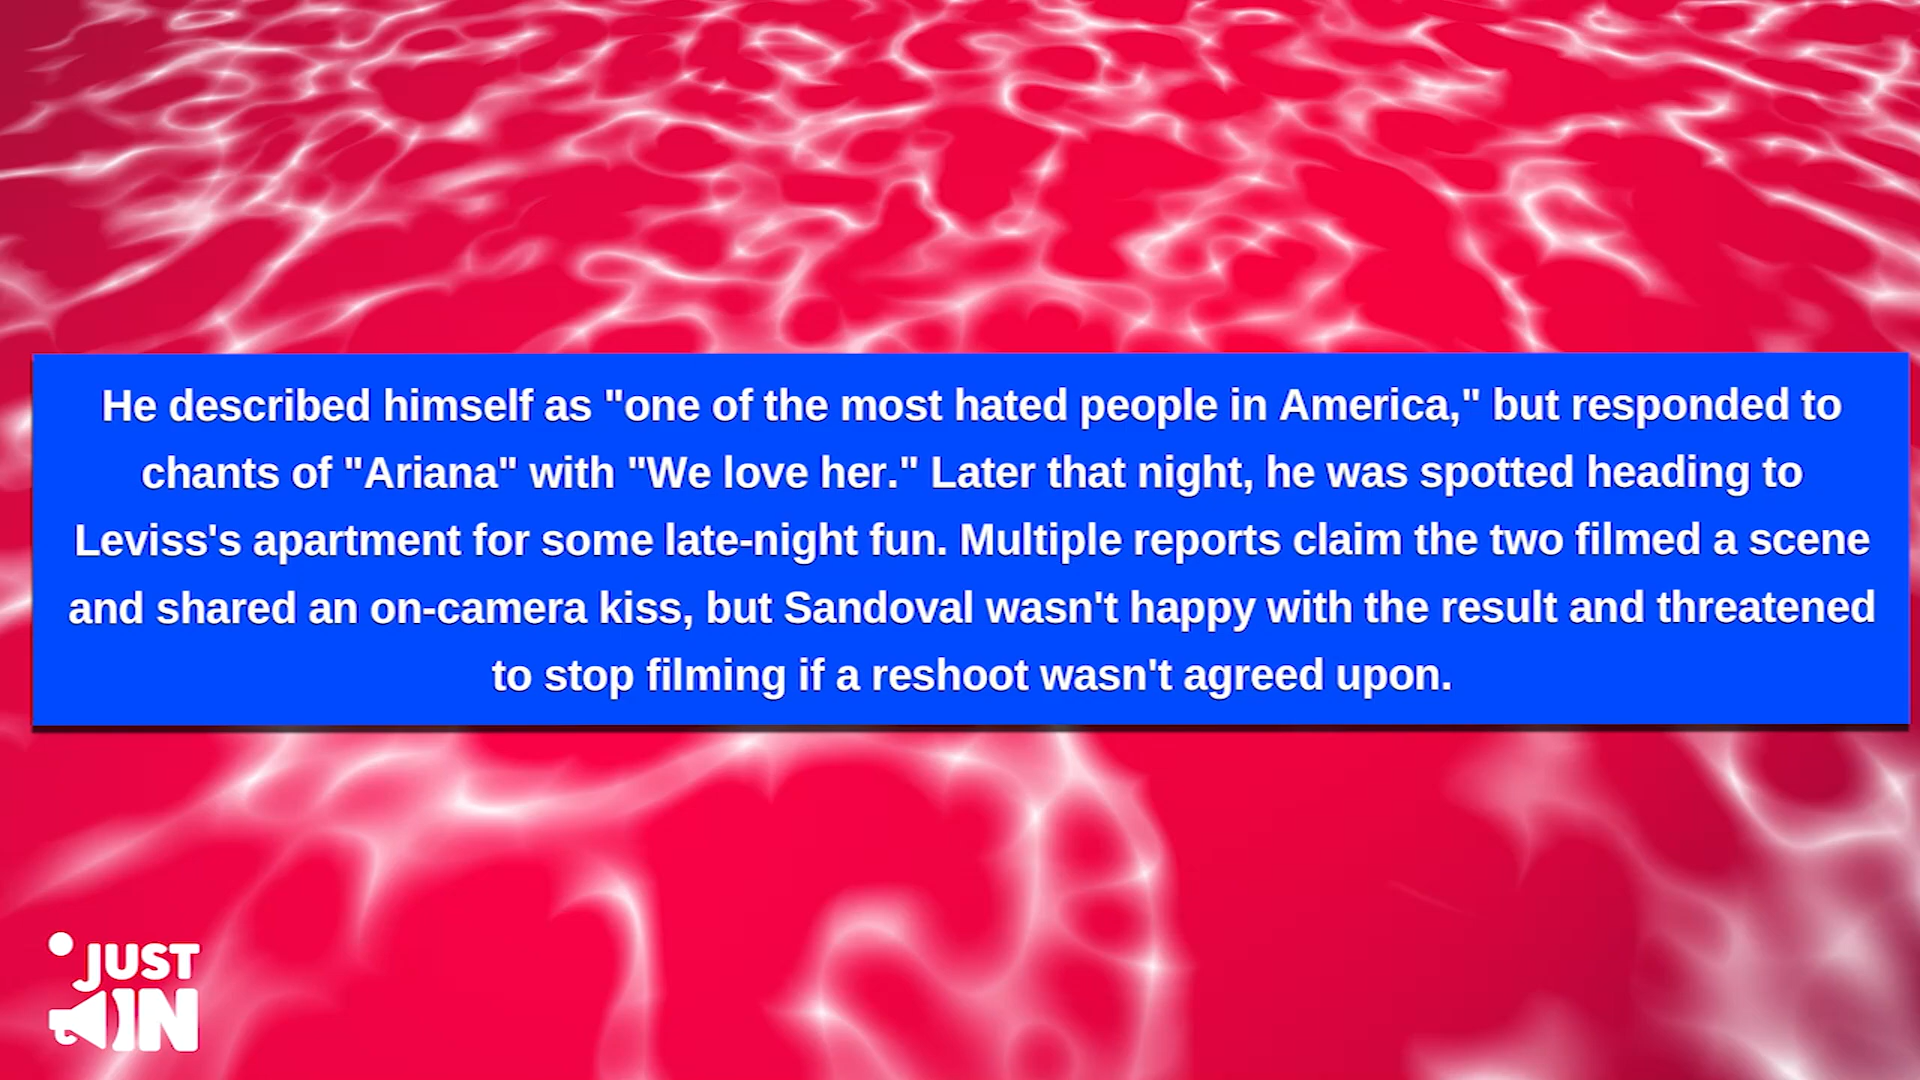 He described himself as "one of the most hated people in America," but responded to
chants of "Ariana" with "We love her." Later that night, he was spotted heading to
Leviss's apartment for some late-night fun. Multiple reports claim the two filmed a scene
and shared an on-camera kiss, but Sandoval wasn't happy with the result and threatened
to stop filming if a reshoot wasn't agreed upon.
JUST
IN